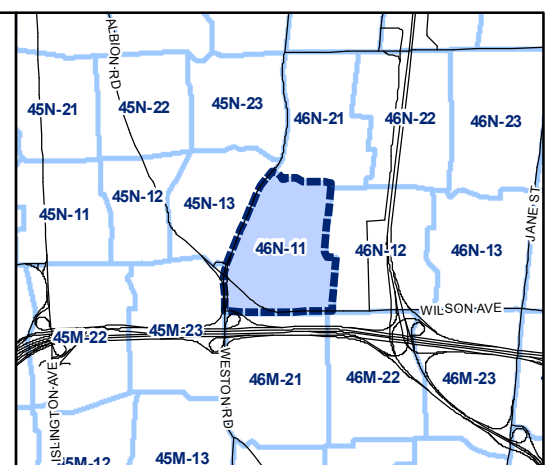 ALBION RD
45N-21
45N-22
45N-23
46N-21
46N-22
46N-23
45N-11
45N-12
45N-13
46N-11
46N-12
46N-13
JANE ST
WILSON AVE
45M-22
45M-23
WESTON RD
46M-21
46M-22
46M-23
ISLINGTON AVE
45M-12
45M-13